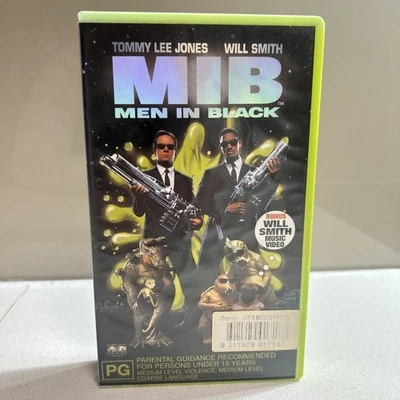 TOMMY LEE JONES WILL SMITH
MIB™
MEN IN BLACK
BONUS
WILL
SMITH
MUSIC
VIDEO
PG
PARENTAL GUIDANCE RECOMMENDED
FOR PERSONS UNDER 15 YEARS
MEDIUM LEVEL VIOLENCE, MEDIUM LEVEL
COARSE LANGUAGE